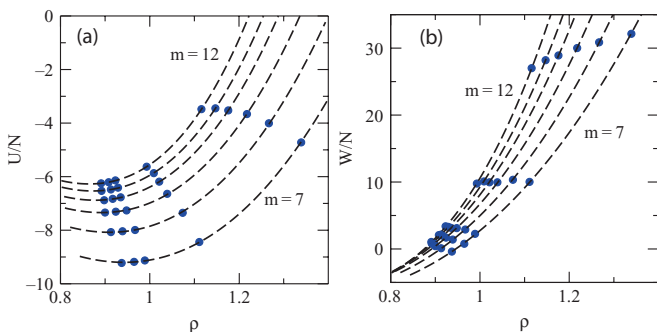 (a)
m = 12
m = 7
U/N
0
−2
−4
−6
−8
−10
0.8
1
1.2
ρ
(b)
m = 12
m = 7
W/N
30
20
10
0
0.8
1
1.2
ρ